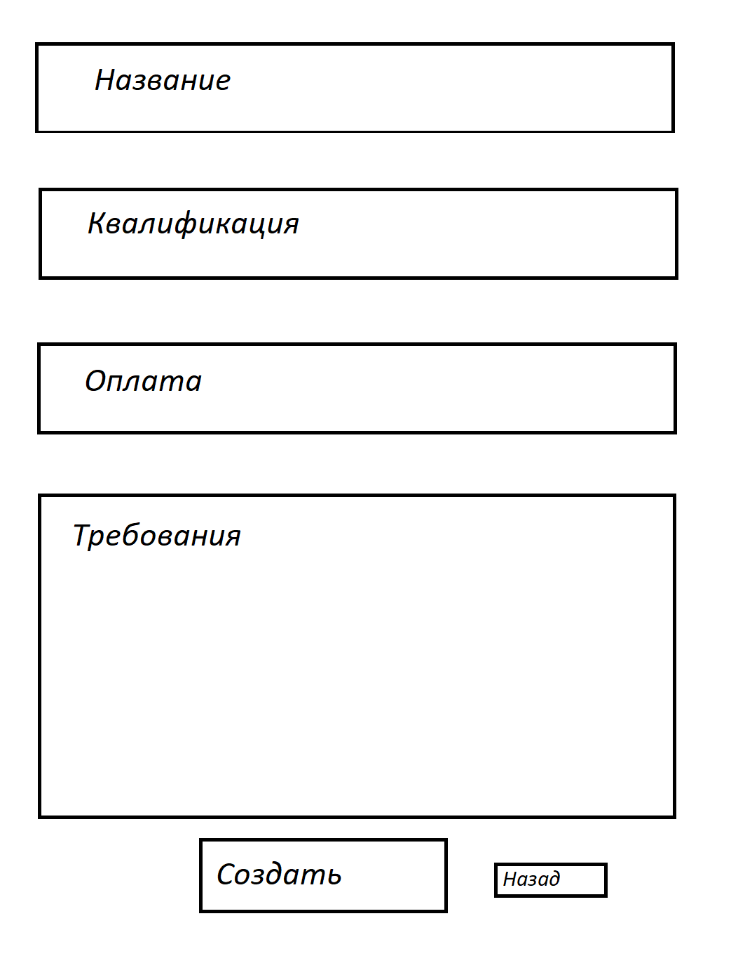 Название
Квалификация
Оплата
Требования
Создать
Назад